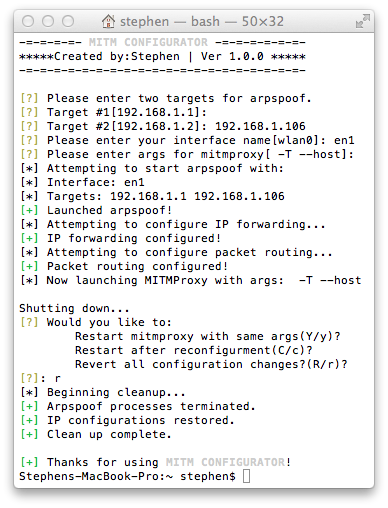 stephen — bash — 50×32
-=-=-=-=- MITM CONFIGURATOR -=-=-=-=-=-=-
*****Created by:Stephen | Ver 1.0.0 *****
-=-=-=-=-=-=-=-=-=-=-=-=-=-=-=-=-=-=-=-=-
[?] Please enter two targets for arpspoof.
[?] Target #1[192.168.1.1]:
[?] Target #2[192.168.1.2]: 192.168.1.106
[?] Please enter your interface name[wlan0]: en1
[?] Please enter args for mitmproxy[ -T --host]:
[*] Attempting to start arpspoof with:
[*] Interface: en1
[*] Targets: 192.168.1.1 192.168.1.106
[+] Launched arpspoof!
[*] Attempting to configure IP forwarding...
[+] IP forwarding configured!
[*] Attempting to configure packet routing...
[+] Packet routing configured!
[*] Now launching MITMProxy with args:  -T --host
Shutting down...
[?] Would you like to:
Restart mitmproxy with same args(Y/y)?
Restart after reconfigurment(C/c)?
Revert all configuration changes?(R/r)?
[?]: r
[*] Beginning cleanup...
[+] Arpspoof processes terminated.
[+] IP configurations restored.
[+] Clean up complete.
[+] Thanks for using MITM CONFIGURATOR!
Stephens-MacBook-Pro:~ stephen$